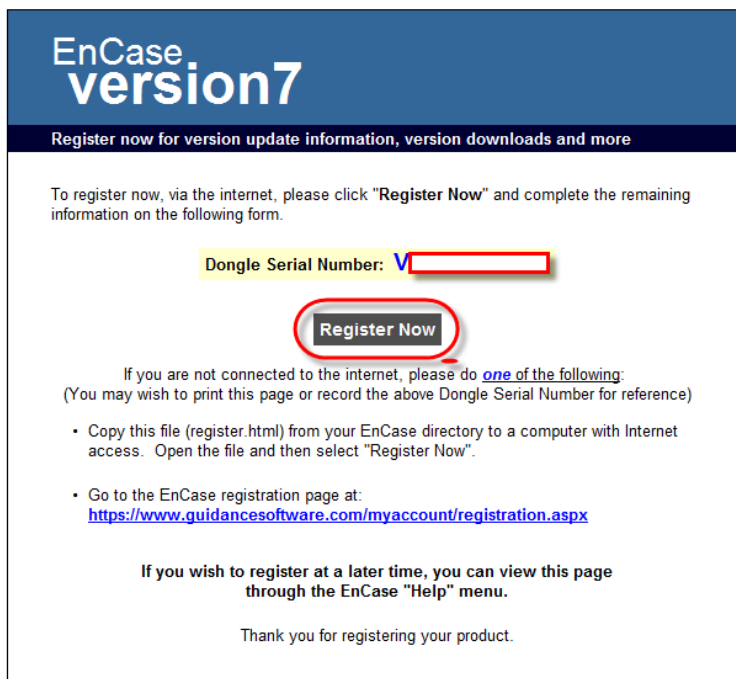 EnCase
version7
Register now for version update information, version downloads and more
To register now, via the internet, please click "Register Now" and complete the remaining
information on the following form.
Dongle Serial Number: V
Register Now
If you are not connected to the internet, please do one of the following:
(You may wish to print this page or record the above Dongle Serial Number for reference)
• Copy this file (register.html) from your EnCase directory to a computer with Internet
access. Open the file and then select "Register Now".
• Go to the EnCase registration page at:
https://www.guidancesoftware.com/myaccount/registration.aspx
If you wish to register at a later time, you can view this page
through the EnCase "Help" menu.
Thank you for registering your product.